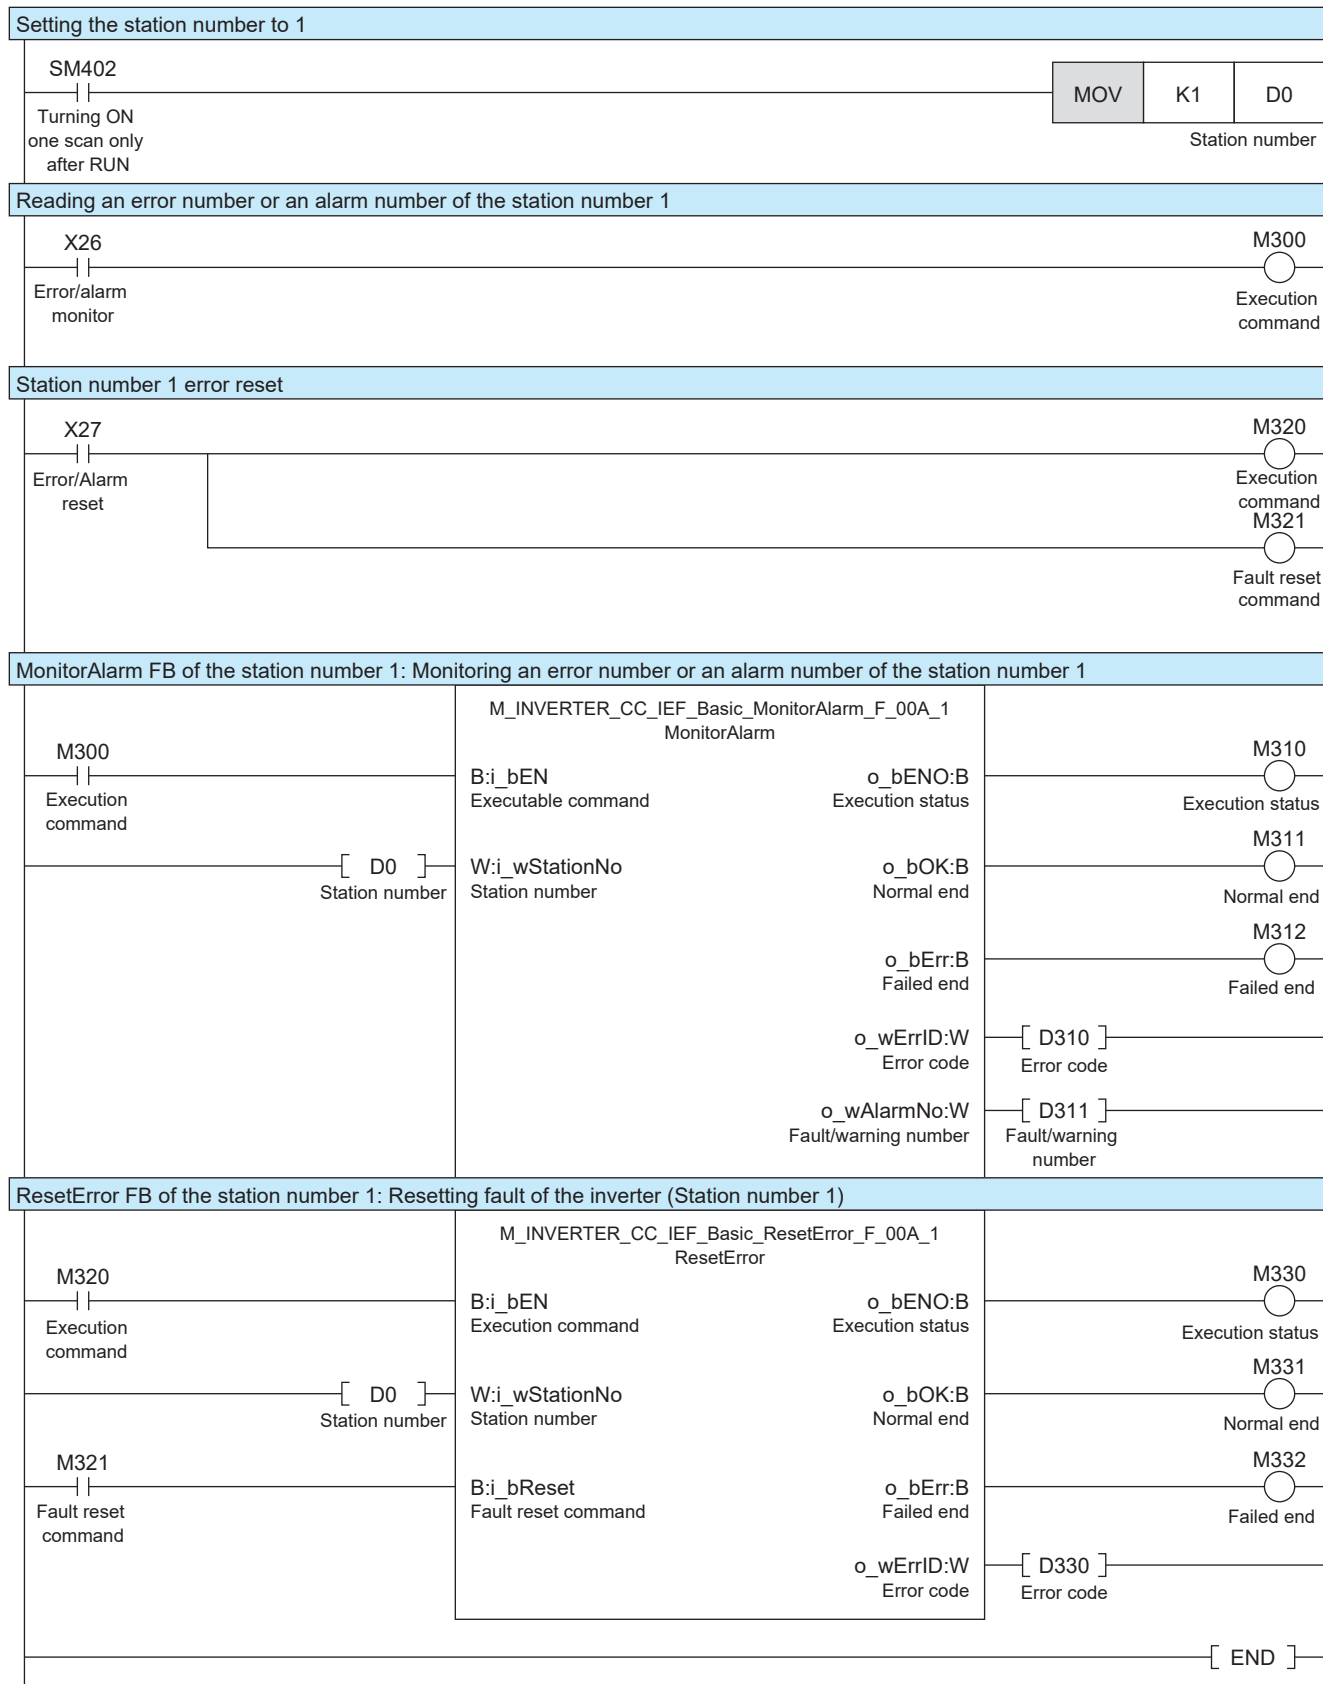 Setting the station number to 1
SM402
Turning ON
one scan only
after RUN
MOV K1 D0
Station number
Reading an error number or an alarm number of the station number 1
X26
Error/alarm
monitor
M300
Execution
command
Station number 1 error reset
X27
Error/Alarm
reset
M320
Execution
command
M321
Fault reset
command
MonitorAlarm FB of the station number 1: Monitoring an error number or an alarm number of the station number 1
M_INVERTER_CC_IEF_Basic_MonitorAlarm_F_00A_1
MonitorAlarm
M300
Execution
command
B:i_bEN
Executable command
o_bENO:B
Execution status
M310
Execution status
D0
Station number
W:i_wStationNo
Station number
o_bOK:B
Normal end
M311
Normal end
o_bErr:B
Failed end
M312
Failed end
o_wErrID:W
Error code
D310
Error code
o_wAlarmNo:W
Fault/warning number
D311
Fault/warning
number
ResetError FB of the station number 1: Resetting fault of the inverter (Station number 1)
M_INVERTER_CC_IEF_Basic_ResetError_F_00A_1
ResetError
M320
Execution
command
B:i_bEN
Execution command
o_bENO:B
Execution status
M330
Execution status
D0
Station number
W:i_wStationNo
Station number
o_bOK:B
Normal end
M331
Normal end
M321
Fault reset
command
B:i_bReset
Fault reset command
o_bErr:B
Failed end
M332
Failed end
o_wErrID:W
Error code
D330
Error code
END